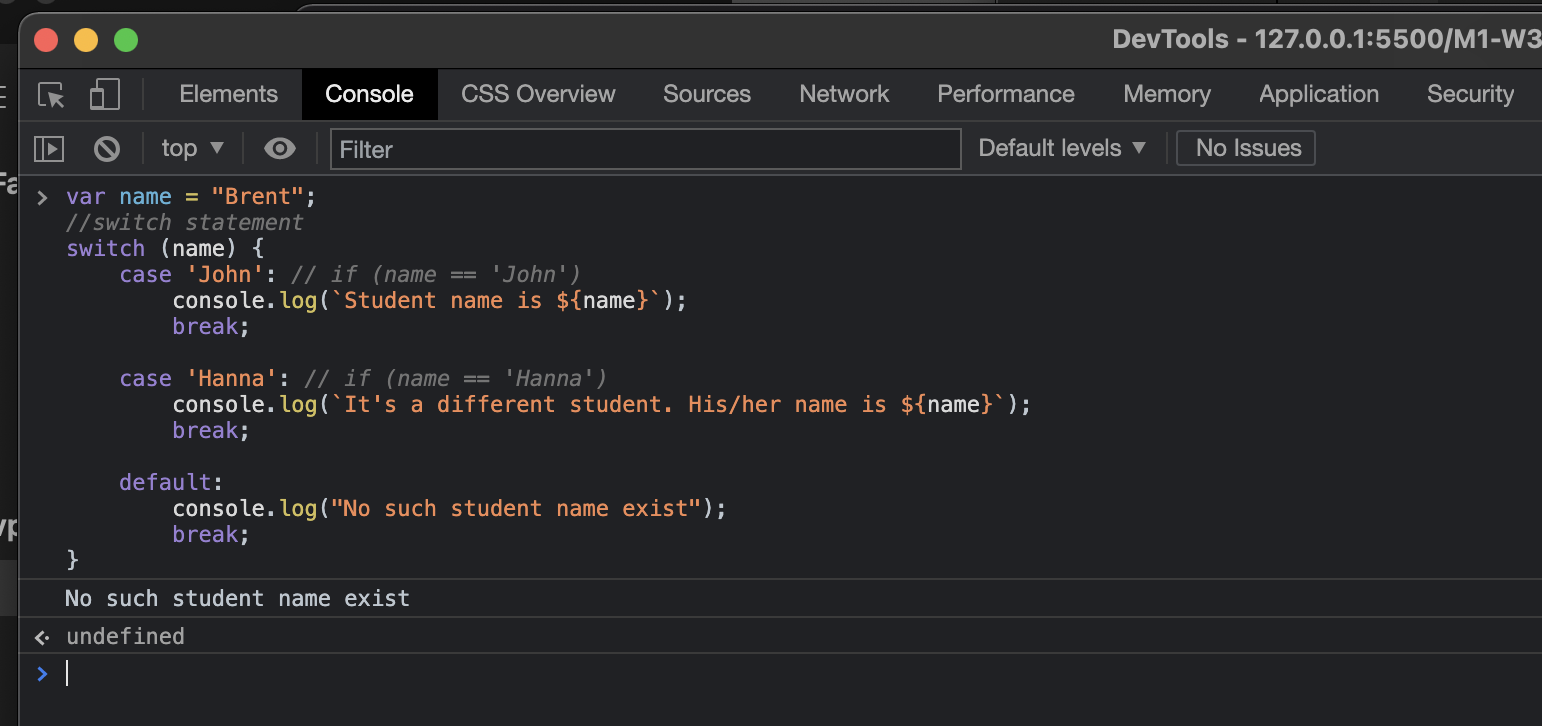 DevTools - 127.0.0.1:5500/M1-W3
Elements Console CSS Overview Sources Network Performance Memory Application Security
top ▼ Filter Default levels ▼ No Issues
> var name = "Brent";
//switch statement
switch (name) {
    case 'John': // if (name == 'John')
        console.log(`Student name is ${name}`);
        break;
    case 'Hanna': // if (name == 'Hanna')
        console.log(`It's a different student. His/her name is ${name}`);
        break;
    default:
        console.log("No such student name exist");
        break;
}
No such student name exist
undefined
>